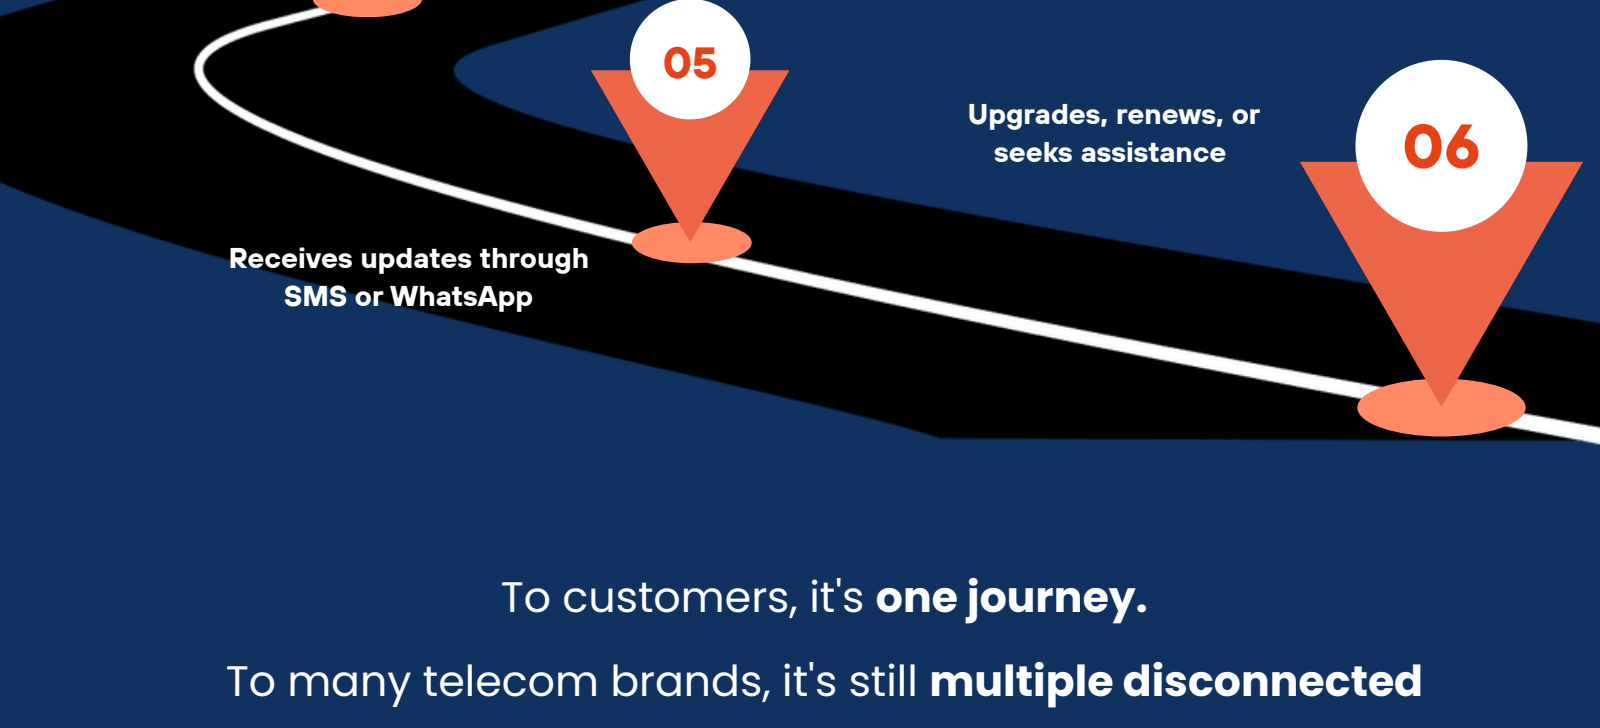 05
Upgrades, renews, or
seeks assistance
06
Receives updates through
SMS or WhatsApp
To customers, it's one journey.
To many telecom brands, it's still multiple disconnected